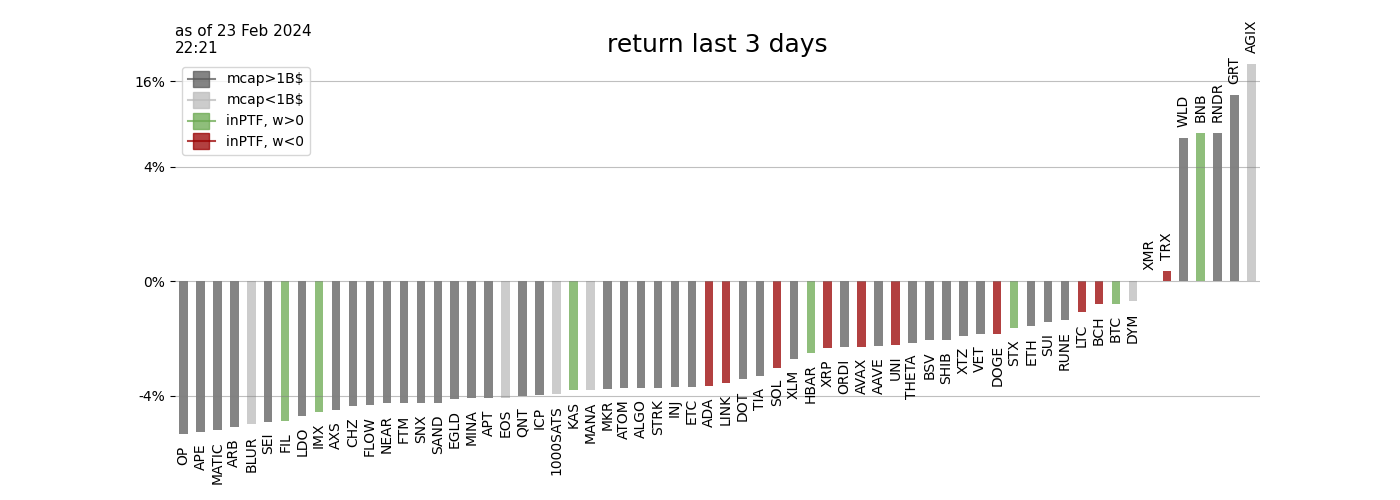 as of 23 Feb 2024
22:21
return last 3 days
mcap>1B$
mcap<1B$
inPTF, w>0
inPTF, w<0
16%
4%
0%
-4%
OP
APE
MATIC
ARB
BLUR
SEI
FIL
LDO
IMX
AXS
CHZ
FLOW
NEAR
FTM
SNX
SAND
EGLD
MINA
APT
EOS
QNT
ICP
1000SATS
KAS
MANA
MKR
ATOM
ALGO
STRK
INJ
ETC
ADA
LINK
DOT
TIA
SOL
XLM
HBAR
XRP
ORDI
AVAX
AAVE
UNI
THETA
BSV
SHIB
XTZ
VET
DOGE
STX
ETH
SUI
RUNE
LTC
BCH
BTC
DYM
XMR
TRX
WLD
BNB
RNDR
GRT
AGIX